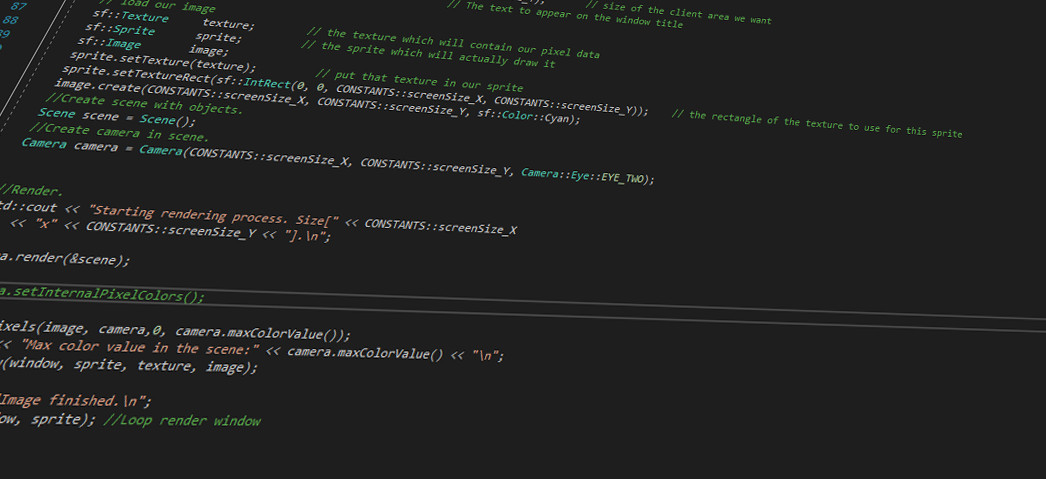 // size of the client area we want
87 // load our image // The text to appear on the window title
88 sf::Texture texture; // the texture which will contain our pixel data
sf::Sprite sprite; // the sprite which will actually draw it
sf::Image image;
sprite.setTexture(texture); // put that texture in our sprite
sprite.setTextureRect(sf::IntRect(0, 0, CONSTANTS::screenSize_X, CONSTANTS::screenSize_Y)); // the rectangle of the texture to use for this sprite
image.create(CONSTANTS::screenSize_X, CONSTANTS::screenSize_Y, sf::Color::Cyan);
//Create scene with objects.
Scene scene = Scene();
//Create camera in scene.
Camera camera = Camera(CONSTANTS::screenSize_X, CONSTANTS::screenSize_Y, Camera::Eye::EYE_TWO);
//Render.
td::cout << "Starting rendering process. Size[" << CONSTANTS::screenSize_X
<< "x" << CONSTANTS::screenSize_Y << "].\n";
a.render(&scene);
a.setInternalPixelColors();
ixels(image, camera,0, camera.maxColorValue());
<< "Max color value in the scene:" << camera.maxColorValue() << "\n";
(window, sprite, texture, image);
Image finished.\n";
ow, sprite); //Loop render window